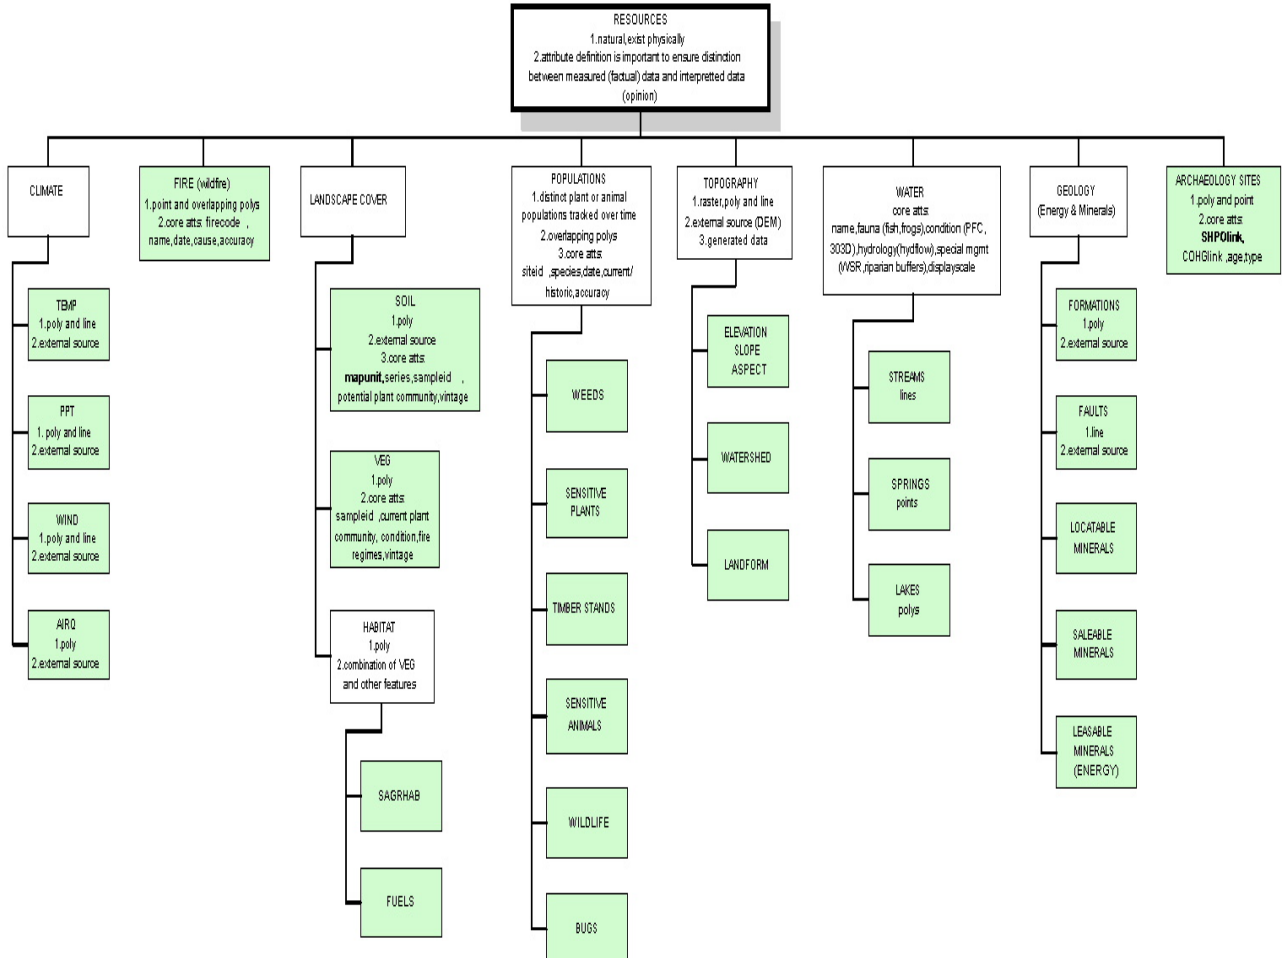 RESOURCES
1.natural,exist physically
2.attribute definition is important to ensure distinction
between measured (factual) data and interpretted data
(opinion)
CLIMATE
TEMP
1.poly and line
2.external source
PPT
1. poly and line
2.external source
WIND
1.poly and line
2.external source
AIRQ
1.poly
2.external source
FIRE (wildfire)
1.point and overlapping polys
2.core atts: firecode ,
name,date,cause,accuracy
LANDSCAPE COVER
SOIL
1.poly
2.external source
3.core atts:
mapunit,series,sampleid ,
potential plant community,vintage
VEG
1.poly
2.core atts:
sampleid ,current plant
community, condition,fire
regimes,vintage
HABITAT
1.poly
2.combination of VEG
and other features
SAGRHAB
FUELS
POPULATIONS
1.distinct plant or animal
populations tracked over time
2.overlapping polys
3.core atts:
siteid ,species,date,current/
historic,accuracy
WEEDS
SENSITIVE
PLANTS
TIMBER STANDS
SENSITIVE
ANIMALS
WILDLIFE
BUGS
TOPOGRAPHY
1.raster,poly and line
2.external source (DEM)
3.generated data
ELEVATION
SLOPE
ASPECT
WATERSHED
LANDFORM
WATER
core atts:
name,fauna (fish,frogs),condition (PFC,
303D),hydrology(hydflow),special mgmt
(WSR,riparian buffers),displayscale
STREAMS
lines
SPRINGS
points
LAKES
polys
GEOLOGY
(Energy & Minerals)
FORMATIONS
1.poly
2.external source
FAULTS
1.line
2.external source
LOCATABLE
MINERALS
SALEABLE
MINERALS
LEASABLE
MINERALS
(ENERGY)
ARCHAEOLOGY SITES
1.poly and point
2.core atts:
SHPOlink,
COHGlink ,age,type